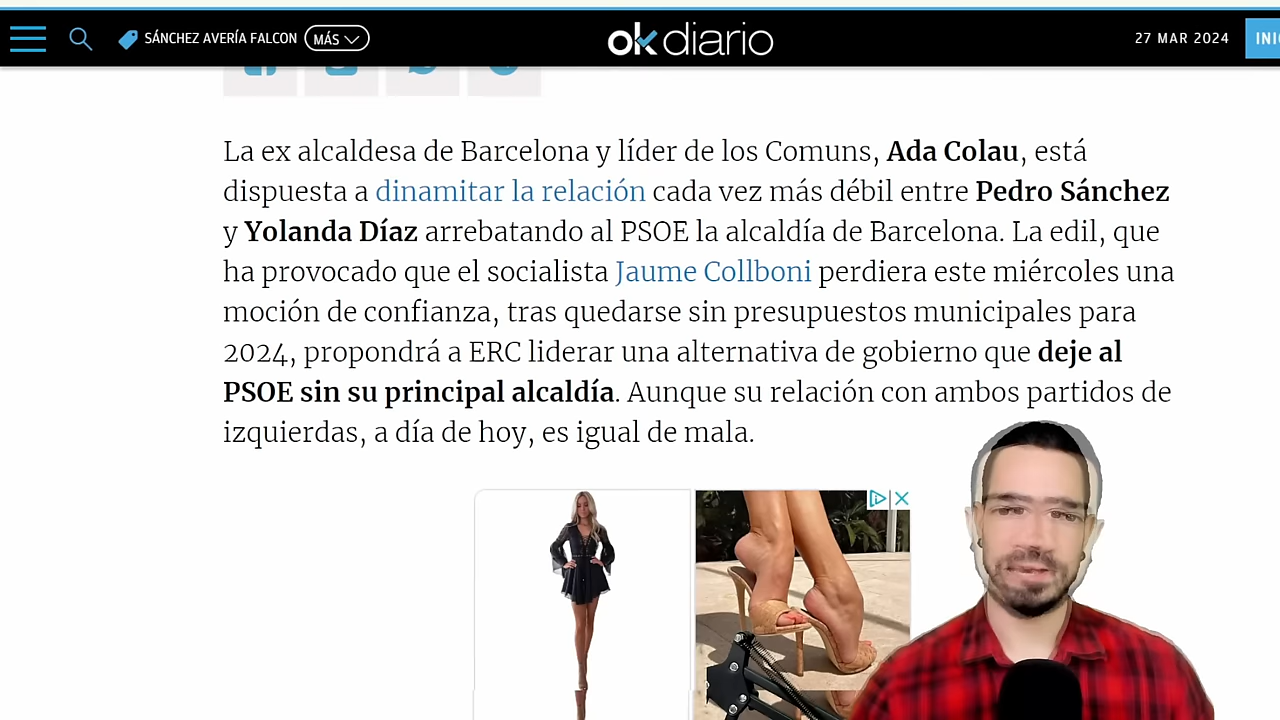 SÁNCHEZ AVERÍA FALCON
MÁS
okdiario
27 MAR 2024
La ex alcaldesa de Barcelona y líder de los Comuns, Ada Colau, está
dispuesta a dinamitar la relación cada vez más débil entre Pedro Sánchez
y Yolanda Díaz arrebatando al PSOE la alcaldía de Barcelona. La edil, que
ha provocado que el socialista Jaume Collboni perdiera este miércoles una
moción de confianza, tras quedarse sin presupuestos municipales para
2024, propondrá a ERC liderar una alternativa de gobierno que deje al
PSOE sin su principal alcaldía. Aunque su relación con ambos partidos de
izquierdas, a día de hoy, es igual de mala.